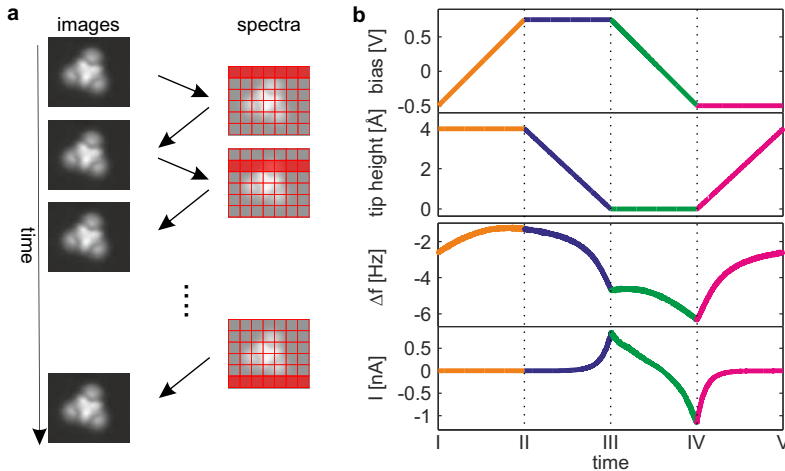 a
images
spectra
time
b
bias [V]
0.5
0
-0.5
tip height [Å]
4
2
0
Δf [Hz]
-2
-4
-6
I [nA]
0.5
0
-0.5
-1
I II III IV V
time